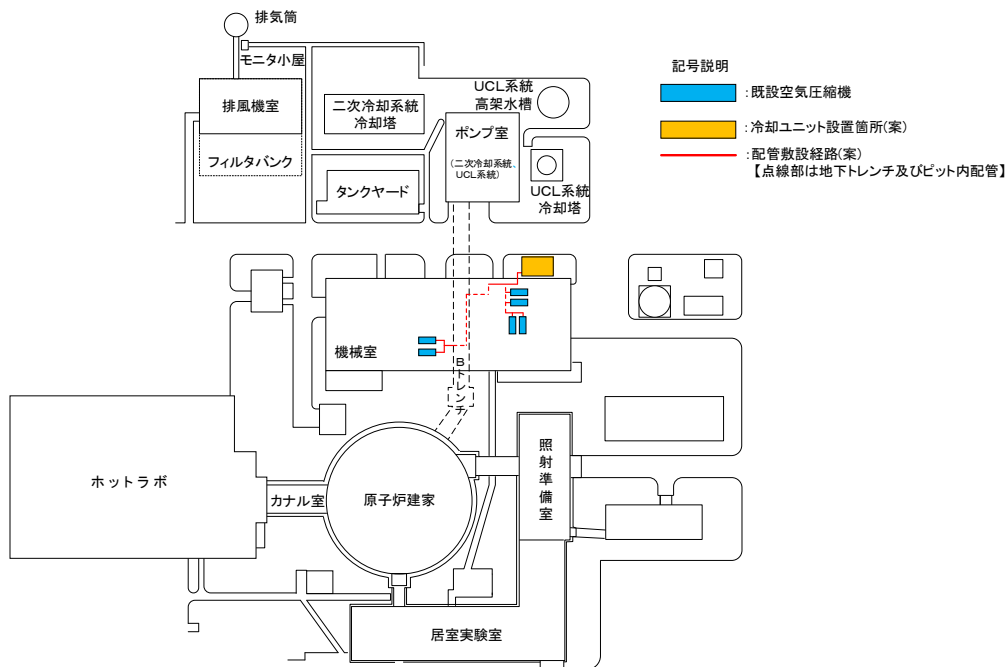 排気筒
モニタ小屋
排風機室
フィルタバンク
二次冷却系統
冷却塔
タンクヤード
ポンプ室
(二次冷却系統、
UCL系統)
UCL系統
高架水槽
UCL系統
冷却塔
記号説明
:既設空気圧縮機
:冷却ユニット設置箇所(案)
:配管敷設経路(案)
【点線部は地下トレンチ及びピット内配管】
機械室
Bトレンチ
ホットラボ
カナル室
原子炉建家
照射準備室
居室実験室